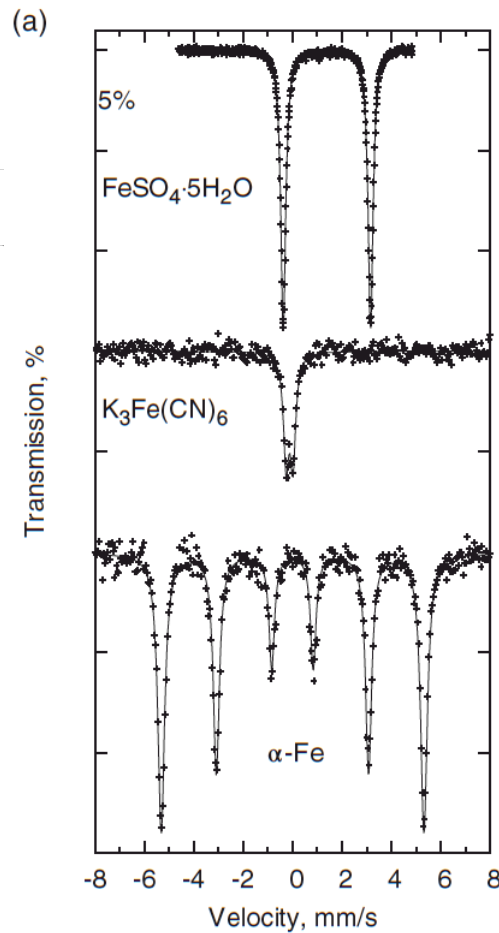 (a)
5%
FeSO₄·5H₂O
K₃Fe(CN)₆
α-Fe
Transmission, %
-8 -6 -4 -2 0 2 4 6 8
Velocity, mm/s